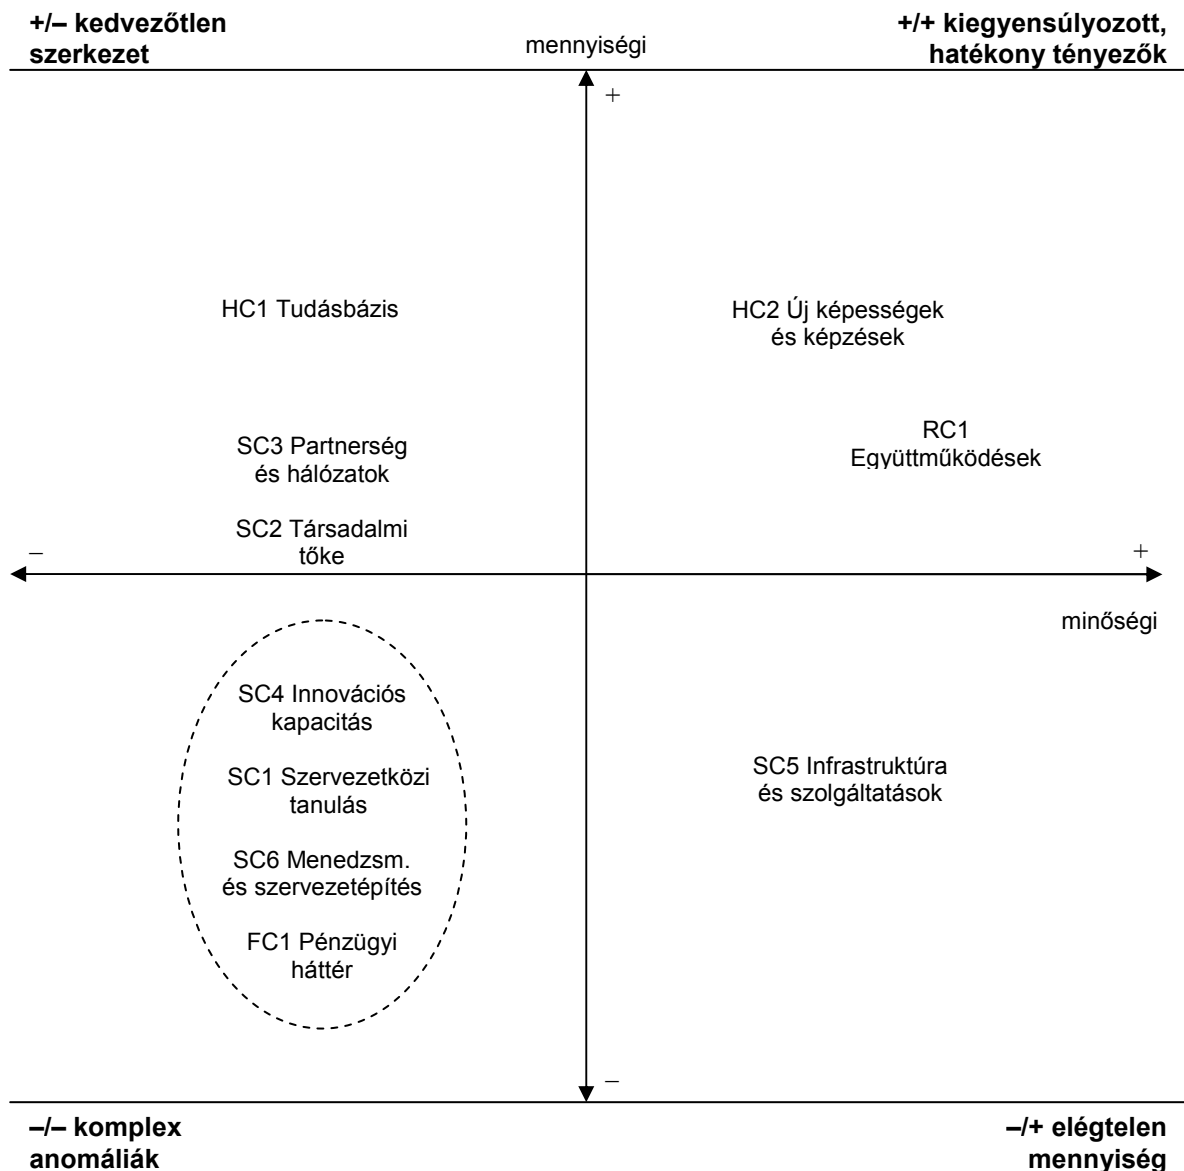 +/– kedvezőtlen
szerkezet
mennyiségi
+/+ kiegyensúlyozott,
hatékony tényezők
+
HC1 Tudásbázis
HC2 Új képességek
és képzések
SC3 Partnerség
és hálózatok
RC1
Együttműködések
SC2 Társadalmi
tőke
–
+
minőségi
SC4 Innovációs
kapacitás
SC1 Szervezetközi
tanulás
SC6 Menedzsm.
és szervezetépítés
FC1 Pénzügyi
háttér
SC5 Infrastruktúra
és szolgáltatások
–
–/– komplex
anomáliák
–/+ elégtelen
mennyiség